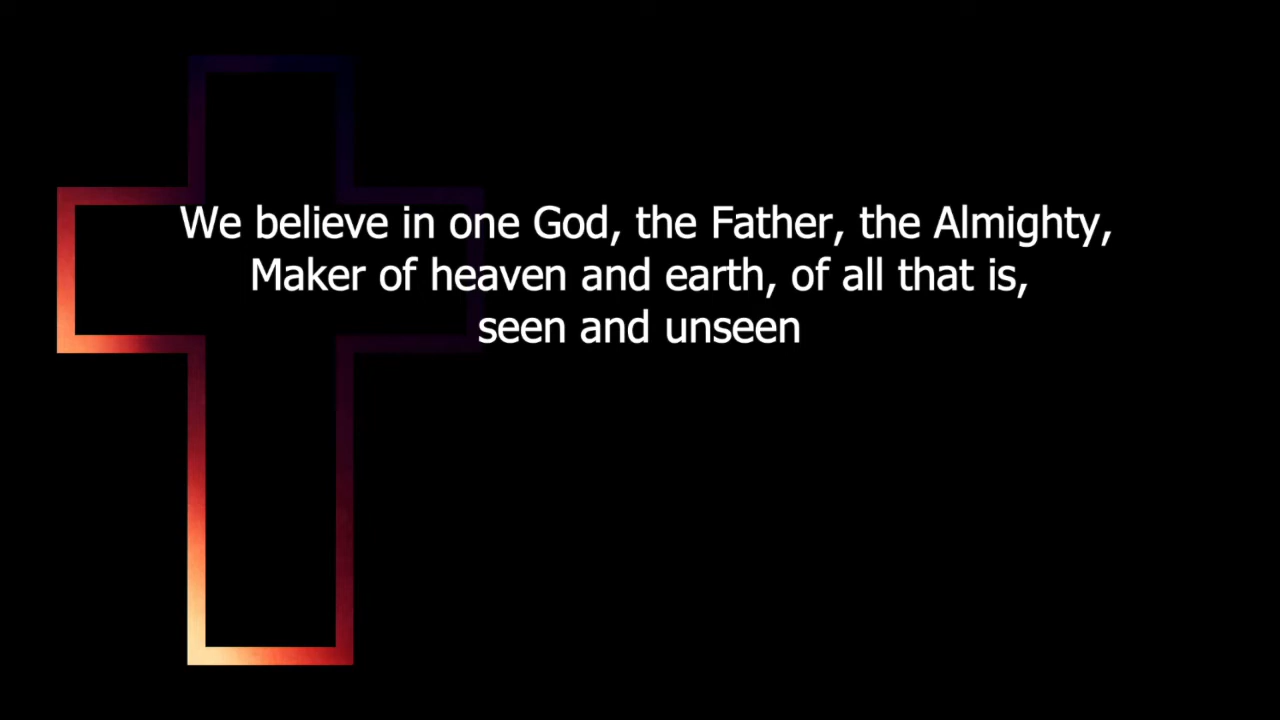 We believe in one God, the Father, the Almighty,
Maker of heaven and earth, of all that is,
seen and unseen